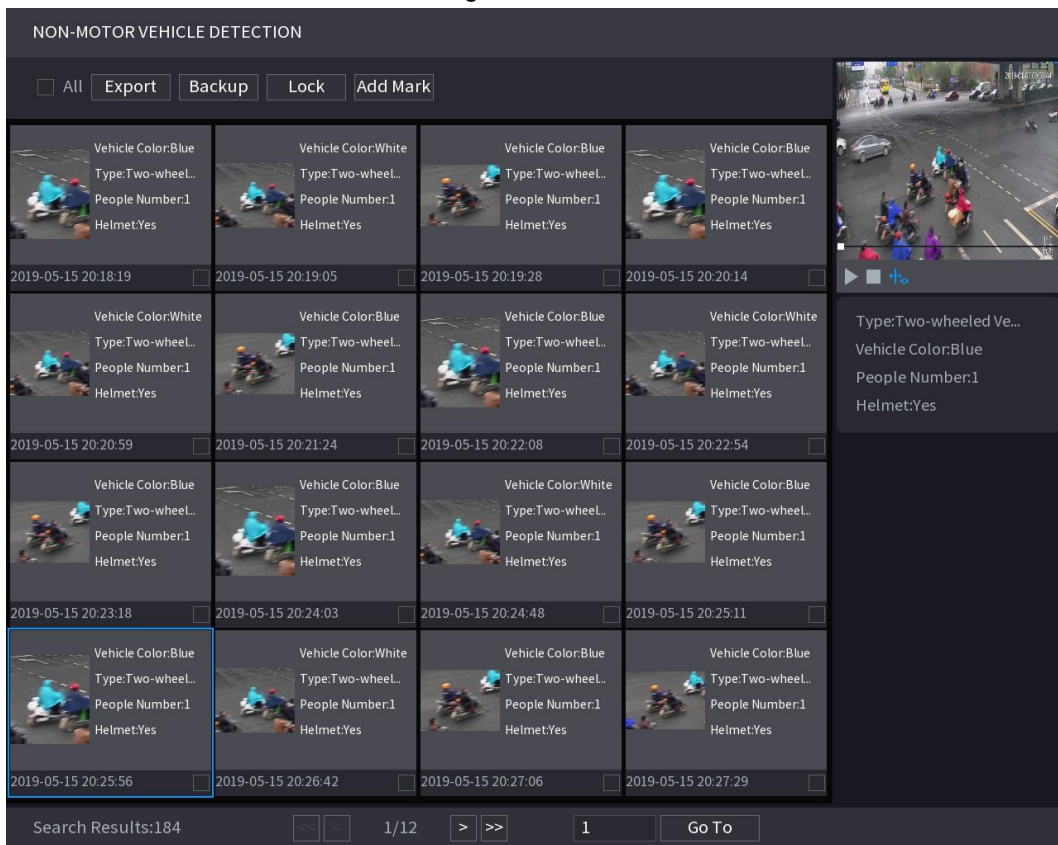 NON-MOTOR VEHICLE DETECTION
All Export Backup Lock Add Mark
Vehicle Color:Blue
Type:Two-wheel...
People Number:1
Helmet:Yes
2019-05-15 20:18:19
Vehicle Color:White
Type:Two-wheel...
People Number:1
Helmet:Yes
2019-05-15 20:19:05
Vehicle Color:Blue
Type:Two-wheel...
People Number:1
Helmet:Yes
2019-05-15 20:19:28
Vehicle Color:Blue
Type:Two-wheel...
People Number:1
Helmet:Yes
2019-05-15 20:20:14
Vehicle Color:White
Type:Two-wheel...
People Number:1
Helmet:Yes
2019-05-15 20:20:59
Vehicle Color:Blue
Type:Two-wheel...
People Number:1
Helmet:Yes
2019-05-15 20:21:24
Vehicle Color:Blue
Type:Two-wheel...
People Number:1
Helmet:Yes
2019-05-15 20:22:08
Vehicle Color:White
Type:Two-wheel...
People Number:1
Helmet:Yes
2019-05-15 20:22:54
Vehicle Color:Blue
Type:Two-wheel...
People Number:1
Helmet:Yes
2019-05-15 20:23:18
Vehicle Color:Blue
Type:Two-wheel...
People Number:1
Helmet:Yes
2019-05-15 20:24:03
Vehicle Color:White
Type:Two-wheel...
People Number:1
Helmet:Yes
2019-05-15 20:24:48
Vehicle Color:Blue
Type:Two-wheel...
People Number:1
Helmet:Yes
2019-05-15 20:25:11
Vehicle Color:Blue
Type:Two-wheel...
People Number:1
Helmet:Yes
2019-05-15 20:25:56
Vehicle Color:White
Type:Two-wheel...
People Number:1
Helmet:Yes
2019-05-15 20:26:42
Vehicle Color:Blue
Type:Two-wheel...
People Number:1
Helmet:Yes
2019-05-15 20:27:06
Vehicle Color:Blue
Type:Two-wheel...
People Number:1
Helmet:Yes
2019-05-15 20:27:29
Type:Two-wheeled Ve...
Vehicle Color:Blue
People Number:1
Helmet:Yes
Search Results:184 << < 1/12 > >> 1 Go To